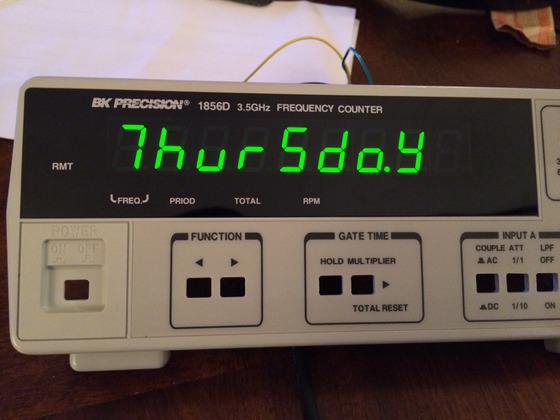 BK PRECISION® 1856D 3.5GHz FREQUENCY COUNTER
7hurSdo.y
RMT
FREQ. PRIOD TOTAL RPM
POWER
ON OFF
FUNCTION
GATE TIME
HOLD MULTIPLIER
TOTAL RESET
INPUT A
COUPLE ATT LPF
AC 1/1 OFF
DC 1/10 ON